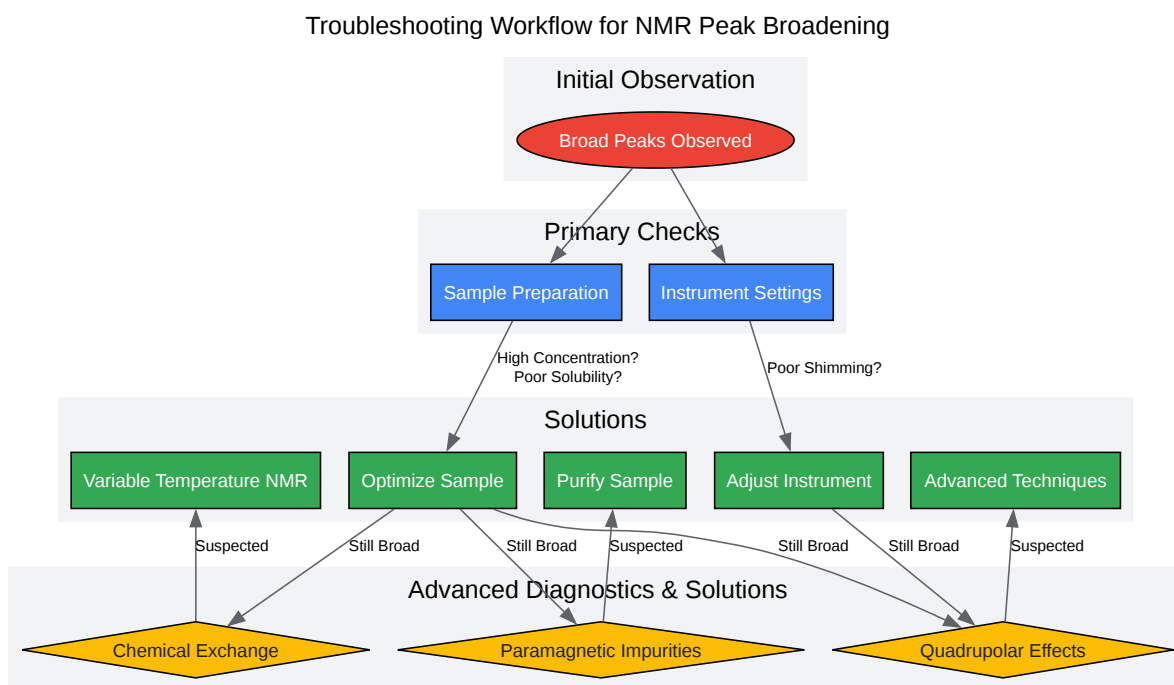 Troubleshooting Workflow for NMR Peak Broadening
Initial Observation
Broad Peaks Observed
Primary Checks
Sample Preparation
Instrument Settings
High Concentration?
Poor Solubility?
Poor Shimming?
Solutions
Variable Temperature NMR
Optimize Sample
Purify Sample
Adjust Instrument
Advanced Techniques
Suspected
Still Broad
Still Broad
Suspected
Still Broad
Still Broad
Suspected
Advanced Diagnostics & Solutions
Chemical Exchange
Paramagnetic Impurities
Quadrupolar Effects